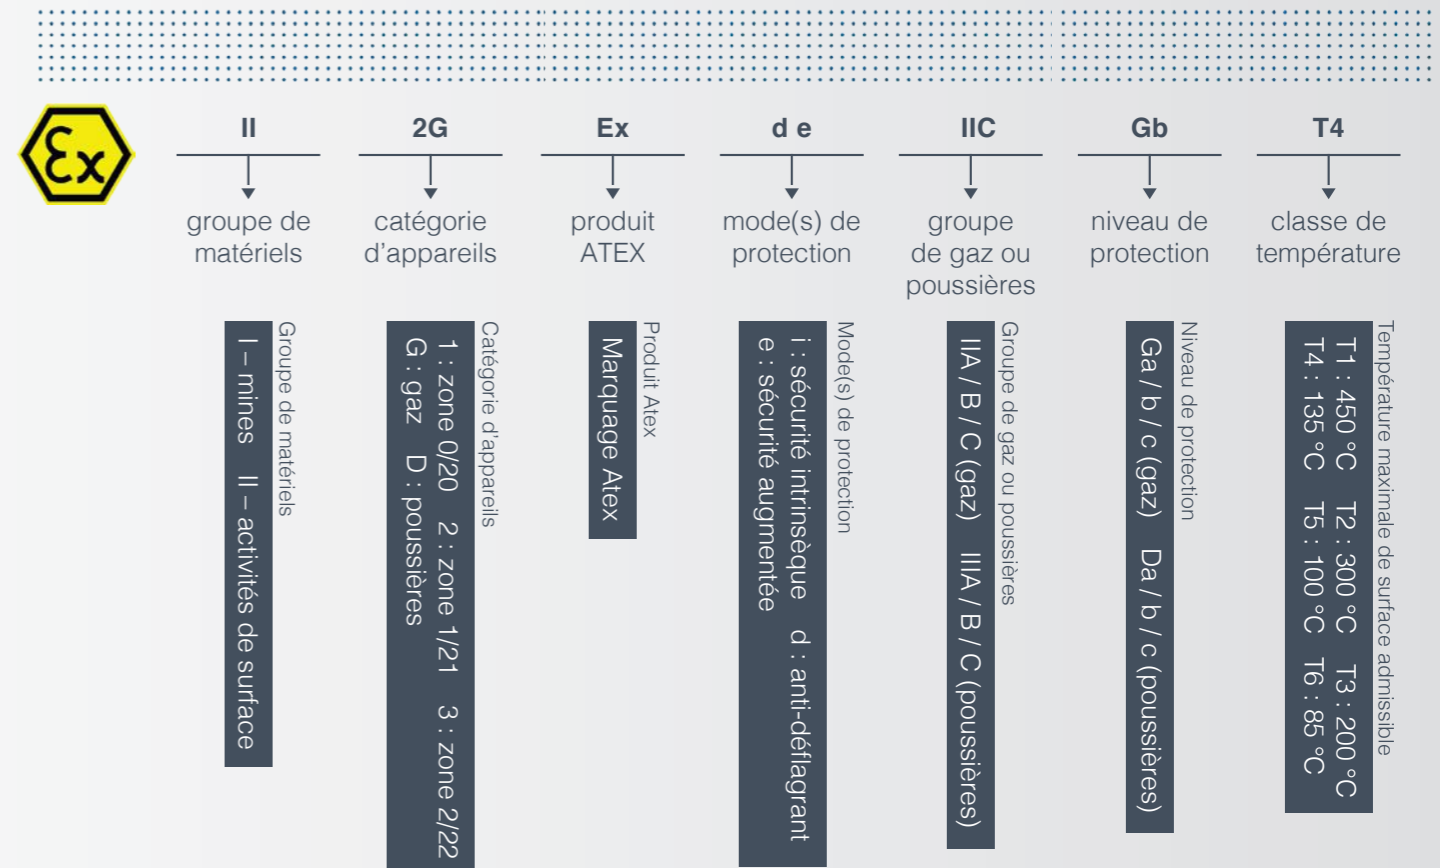 Ex
II
2G
Ex
d e
IIC
Gb
T4
groupe de
matériels
catégorie
d'appareils
produit
ATEX
mode(s) de
protection
groupe
de gaz ou
poussières
niveau de
protection
classe de
température
Groupe de matériels
I – mines II – activités de surface
Catégorie d'appareils
1 : zone 0/20 2 : zone 1/21 3 : zone 2/22
G : gaz D : poussières
Produit Atex
Marquage Atex
Mode(s) de protection
i : sécurité intrinsèque d : anti-déflagrant
e : sécurité augmentée
Groupe de gaz ou poussières
IIA / B / C (gaz) IIIA / B / C (poussières)
Niveau de protection
Ga / b / c (gaz) Da / b / c (poussières)
Température maximale de surface admissible
T1 : 450 °C T2 : 300 °C T3 : 200 °C
T4 : 135 °C T5 : 100 °C T6 : 85 °C